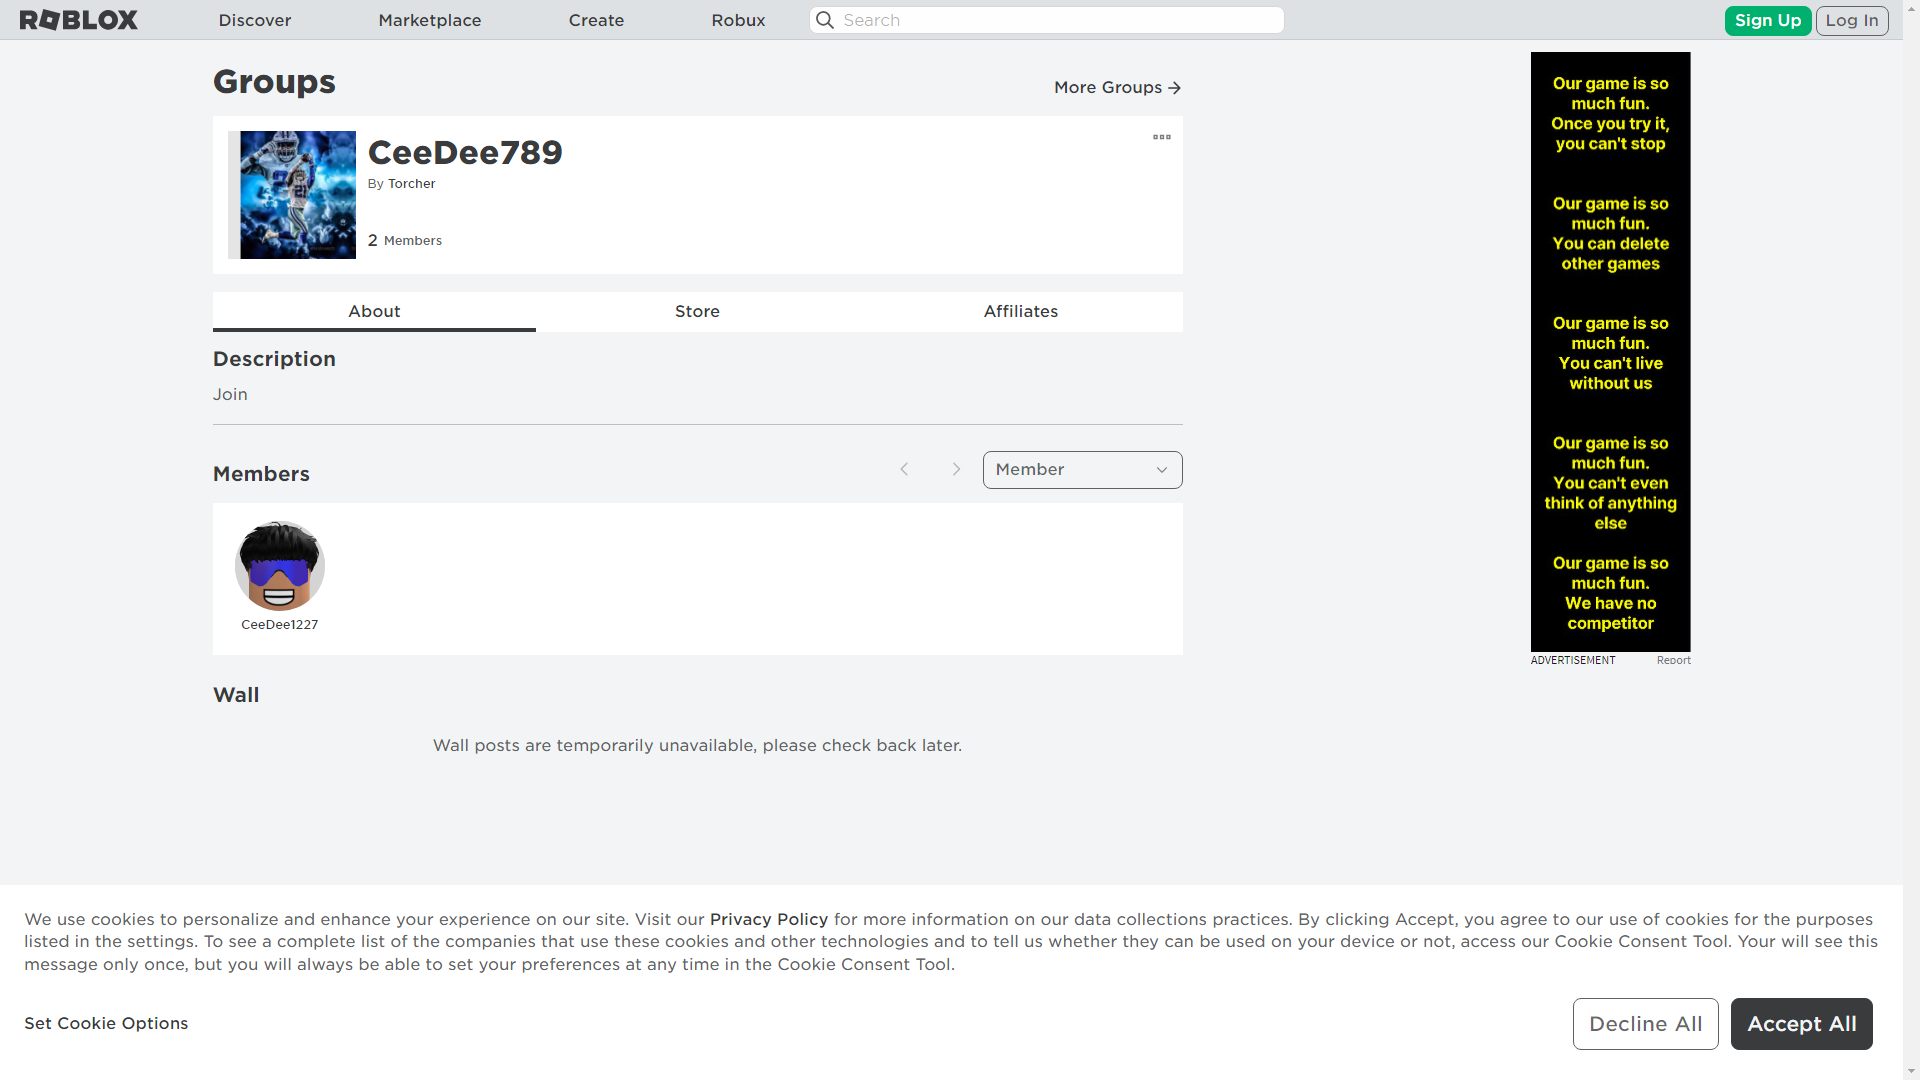 ROBLOX
Discover
Marketplace
Create
Robux
Search
Sign Up
Log In
Groups
More Groups
CeeDee789
By Torcher
2 Members
About
Store
Affiliates
Description
Join
Members
Member
CeeDee1227
Wall
Wall posts are temporarily unavailable, please check back later.
Our game is so
much fun.
Once you try it,
you can't stop
Our game is so
much fun.
You can delete
other games
Our game is so
much fun.
You can't live
without us
Our game is so
much fun.
You can't even
think of anything
else
Our game is so
much fun.
We have no
competitor
ADVERTISEMENT
Report
We use cookies to personalize and enhance your experience on our site. Visit our Privacy Policy for more information on our data collections practices. By clicking Accept, you agree to our use of cookies for the purposes
listed in the settings. To see a complete list of the companies that use these cookies and other technologies and to tell us whether they can be used on your device or not, access our Cookie Consent Tool. Your will see this
message only once, but you will always be able to set your preferences at any time in the Cookie Consent Tool.
Set Cookie Options
Decline All
Accept All